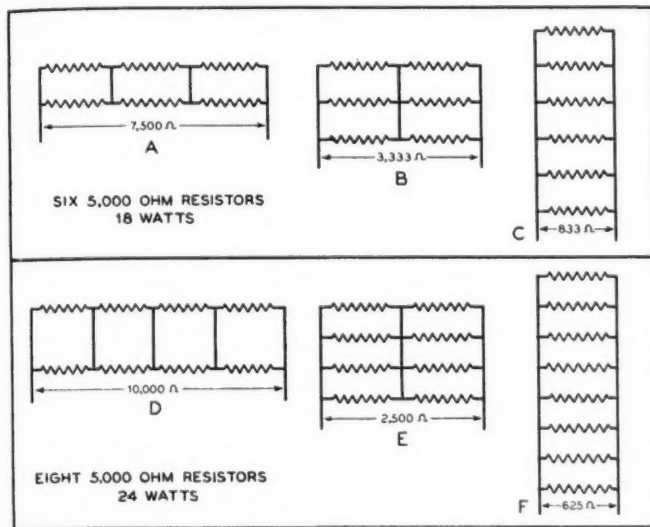 7,500 Ω
A
3,333 Ω
B
SIX 5,000 OHM RESISTORS
18 WATTS
C
833 Ω
10,000 Ω
D
2,500 Ω
E
EIGHT 5,000 OHM RESISTORS
24 WATTS
F
625 Ω